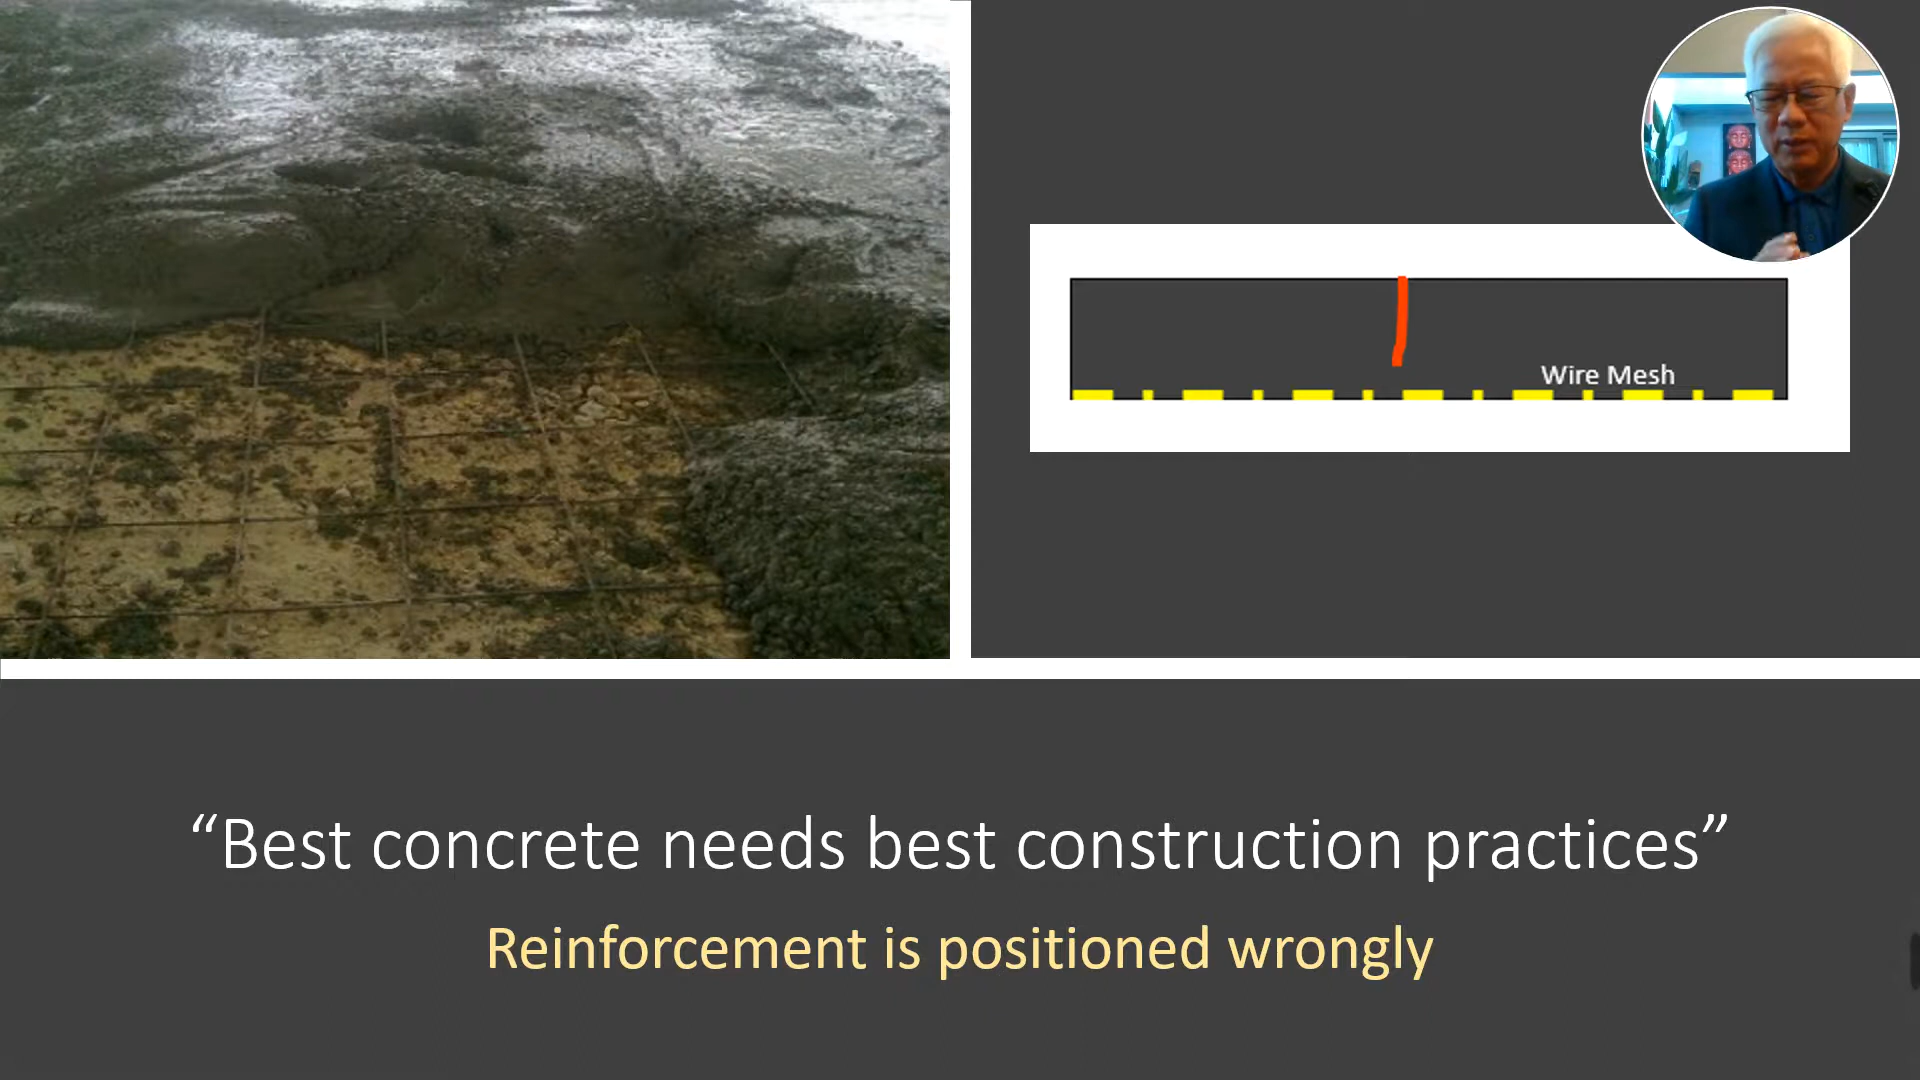 Wire Mesh
“Best concrete needs best construction practices”
Reinforcement is positioned wrongly